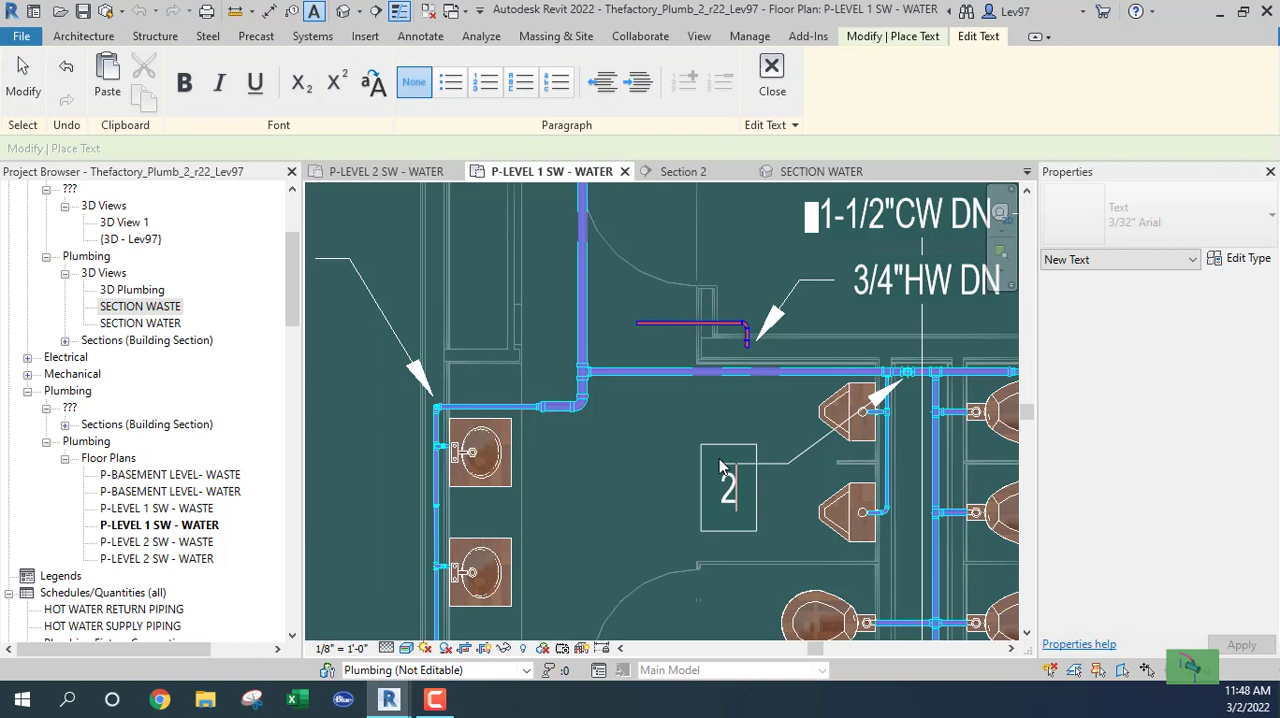 Autodesk Revit 2022 - Thefactory_Plumb_2_r22_Lev97 - Floor Plan: P-LEVEL 1 SW - WATER
Lev97
File Architecture Structure Steel Precast Systems Insert Annotate Analyze Massing & Site Collaborate View Manage Add-Ins Modify | Place Text Edit Text
Modify
Paste
B I U X₂ X² aA
None
Close
Select Undo Clipboard Font Paragraph Edit Text
Modify | Place Text
Project Browser - Thefactory_Plumb_2_r22_Lev97
P-LEVEL 2 SW - WATER
P-LEVEL 1 SW - WATER
Section 2
SECTION WATER
Properties
???
3D Views
3D View 1
{3D - Lev97}
Plumbing
3D Views
3D Plumbing
SECTION WASTE
SECTION WATER
Sections (Building Section)
Electrical
Mechanical
Plumbing
???
Sections (Building Section)
Plumbing
Floor Plans
P-BASEMENT LEVEL- WASTE
P-BASEMENT LEVEL- WATER
P-LEVEL 1 SW - WASTE
P-LEVEL 1 SW - WATER
P-LEVEL 2 SW - WASTE
P-LEVEL 2 SW - WATER
Legends
Schedules/Quantities (all)
HOT WATER RETURN PIPING
HOT WATER SUPPLY PIPING
1-1/2"CW DN
3/4"HW DN
2
Text
3/32" Arial
New Text
Edit Type
Properties help
Apply
1/8" = 1'-0"
Plumbing (Not Editable)
:0
Main Model
Blue
R
C
11:48 AM
3/2/2022